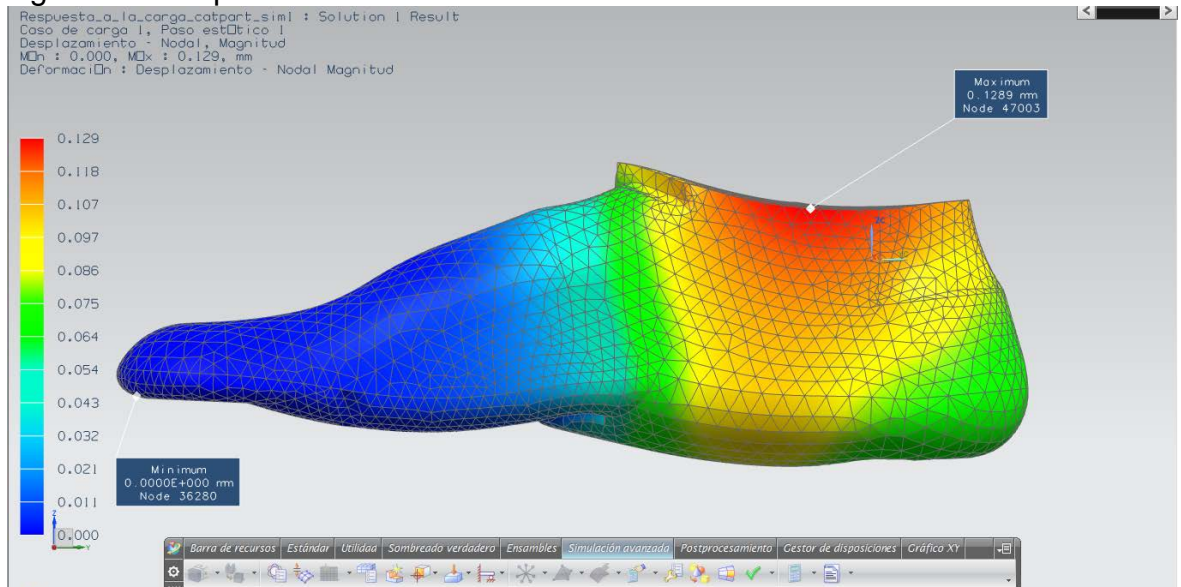 Respuesta_a_la_carga_catpart_sim1 : Solution 1 Result
Caso de carga 1, Paso est□tico 1
Desplazamiento - Nodal, Magnitud
M□n : 0.000, M□x : 0.129, mm
Deformaci□n : Desplazamiento - Nodal Magnitud
Maximum
0.1289 mm
Node 47003
0.129
0.118
0.107
0.097
0.086
0.075
0.064
0.054
0.043
0.032
0.021
0.011
0.000
Minimum
0.0000E+000 mm
Node 36280
Z
Y
Barra de recursos Estándar Utilidaα Sombreado verdadero Ensambles Simulación avanzada Postprocesamiento Gestor de disposiciones Gráfico XY